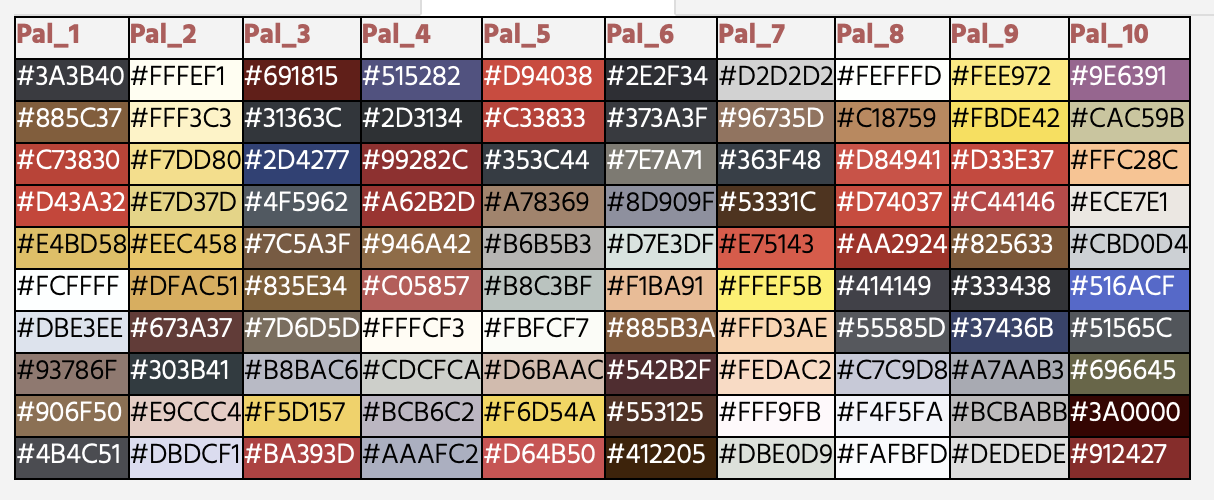 Pal_1 Pal_2 Pal_3 Pal_4 Pal_5 Pal_6 Pal_7 Pal_8 Pal_9 Pal_10
#3A3B40 #FFFEF1 #691815 #515282 #D94038 #2E2F34 #D2D2D2 #FEFFFD #FEE972 #9E6391
#885C37 #FFF3C3 #31363C #2D3134 #C33833 #373A3F #96735D #C18759 #FBDE42 #CAC59B
#C73830 #F7DD80 #2D4277 #99282C #353C44 #7E7A71 #363F48 #D84941 #D33E37 #FFC28C
#D43A32 #E7D37D #4F5962 #A62B2D #A78369 #8D909F #53331C #D74037 #C44146 #ECE7E1
#E4BD58 #EEC458 #7C5A3F #946A42 #B6B5B3 #D7E3DF #E75143 #AA2924 #825633 #CBD0D4
#FCFFFF #DFAC51 #835E34 #C05857 #B8C3BF #F1BA91 #FFEF5B #414149 #333438 #516ACF
#DBE3EE #673A37 #7D6D5D #FFFCF3 #FBFCF7 #885B3A #FFD3AE #55585D #37436B #51565C
#93786F #303B41 #B8BAC6 #CDCFCA #D6BAAC #542B2F #FEDAC2 #C7C9D8 #A7AAB3 #696645
#906F50 #E9CCC4 #F5D157 #BCB6C2 #F6D54A #553125 #FFF9FB #F4F5FA #BCBABB #3A0000
#4B4C51 #DBDCF1 #BA393D #AAAFC2 #D64B50 #412205 #DBE0D9 #FAFBFD #DEDEDE #912427